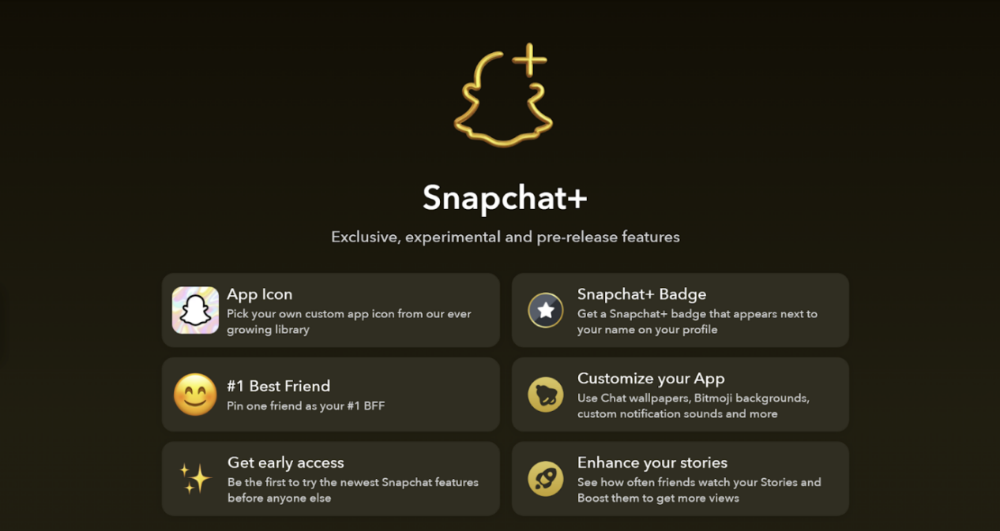 Snapchat+
Exclusive, experimental and pre-release features
App Icon
Pick your own custom app icon from our ever
growing library
Snapchat+ Badge
Get a Snapchat+ badge that appears next to
your name on your profile
#1 Best Friend
Pin one friend as your #1 BFF
Customize your App
Use Chat wallpapers, Bitmoji backgrounds,
custom notification sounds and more
Get early access
Be the first to try the newest Snapchat features
before anyone else
Enhance your stories
See how often friends watch your Stories and
Boost them to get more views